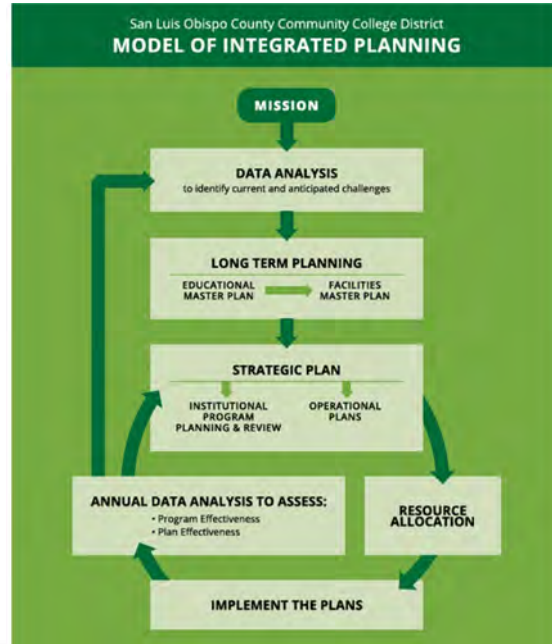 San Luis Obispo County Community College District
MODEL OF INTEGRATED PLANNING
MISSION
DATA ANALYSIS
to identify current and anticipated challenges
LONG TERM PLANNING
EDUCATIONAL
MASTER PLAN
FACILITIES
MASTER PLAN
STRATEGIC PLAN
INSTITUTIONAL
PROGRAM
PLANNING & REVIEW
OPERATIONAL
PLANS
ANNUAL DATA ANALYSIS TO ASSESS:
• Program Effectiveness
• Plan Effectiveness
RESOURCE
ALLOCATION
IMPLEMENT THE PLANS